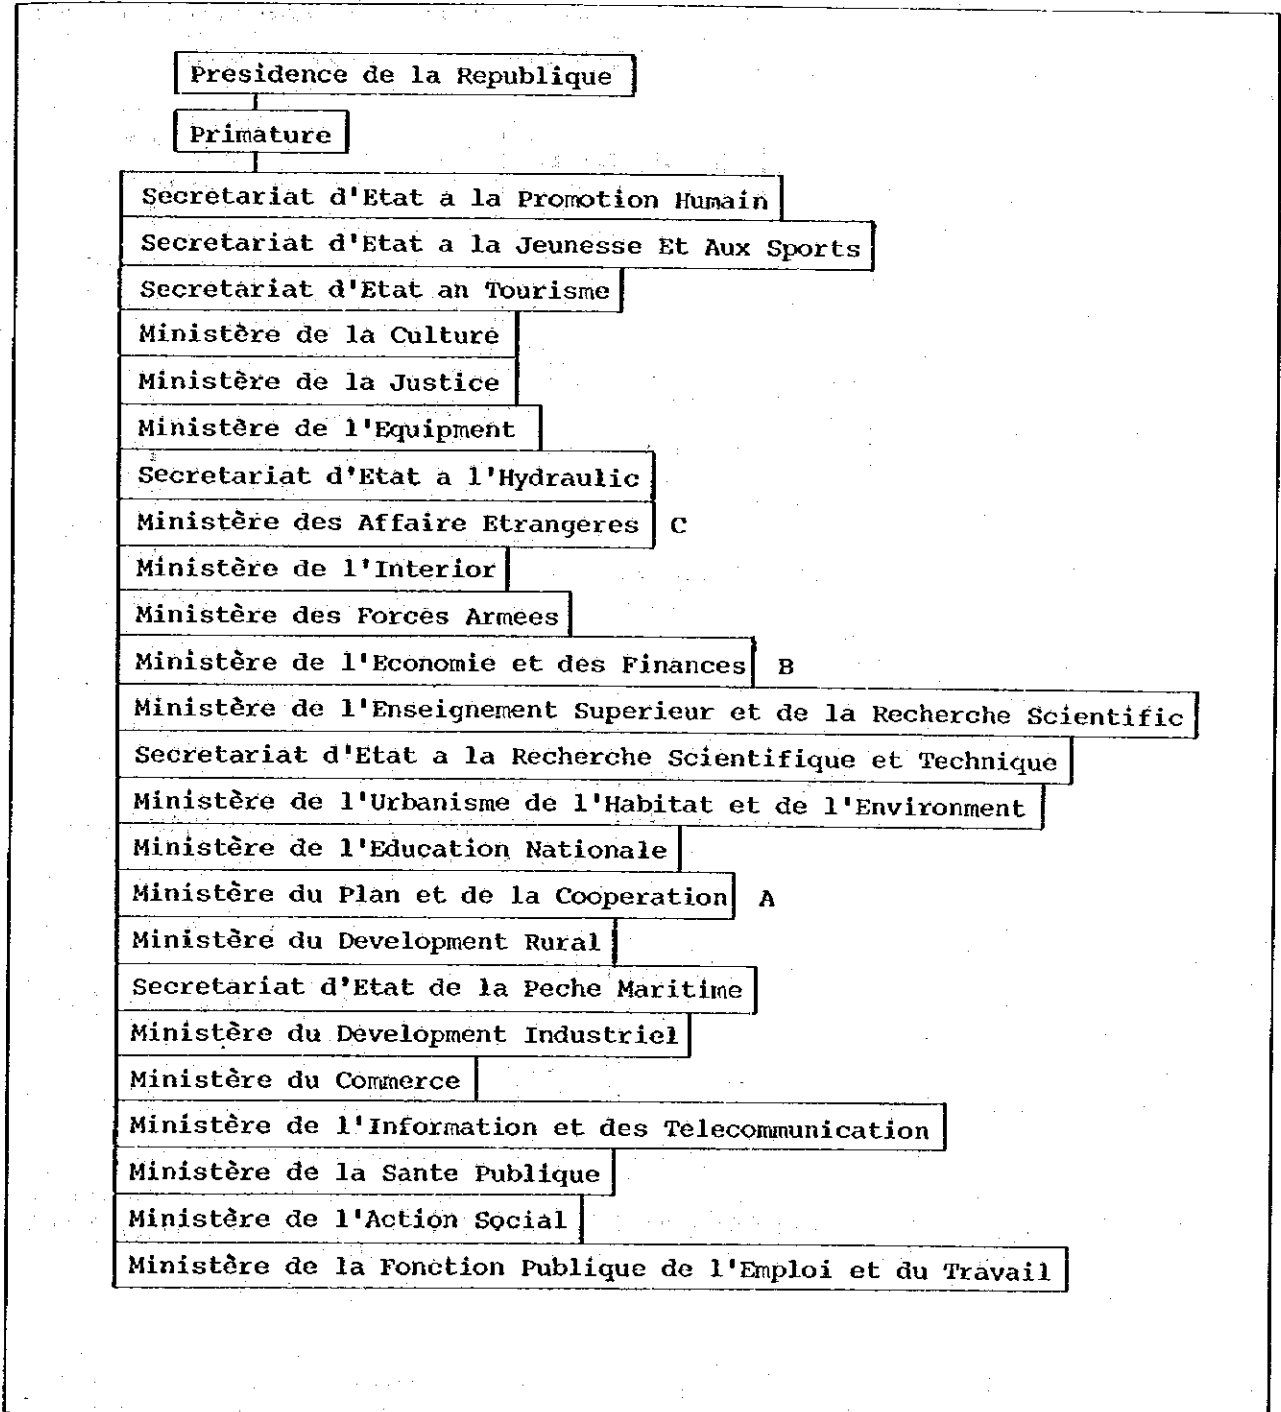 Presidence de la Republique
Primature
Secretariat d'Etat a la Promotion Humain
Secretariat d'Etat a la Jeunesse Et Aux Sports
Secretariat d'Etat an Tourisme
Ministère de la Culture
Ministère de la Justice
Ministère de l'Equipment
Secretariat d'Etat a l'Hydraulic
Ministère des Affaire Etrangeres C
Ministère de l'Interior
Ministère des Forces Armees
Ministère de l'Economie et des Finances B
Ministère de l'Enseignement Superieur et de la Recherche Scientific
Secretariat d'Etat a la Recherche Scientifique et Technique
Ministère de l'Urbanisme de l'Habitat et de l'Environment
Ministère de l'Education Nationale
Ministère du Plan et de la Cooperation A
Ministère du Development Rural
Secretariat d'Etat de la Peche Maritime
Ministère du Development Industriel
Ministère du Commerce
Ministère de l'Information et des Telecommunication
Ministère de la Sante Publique
Ministère de l'Action Social
Ministère de la Fonction Publique de l'Emploi et du Travail